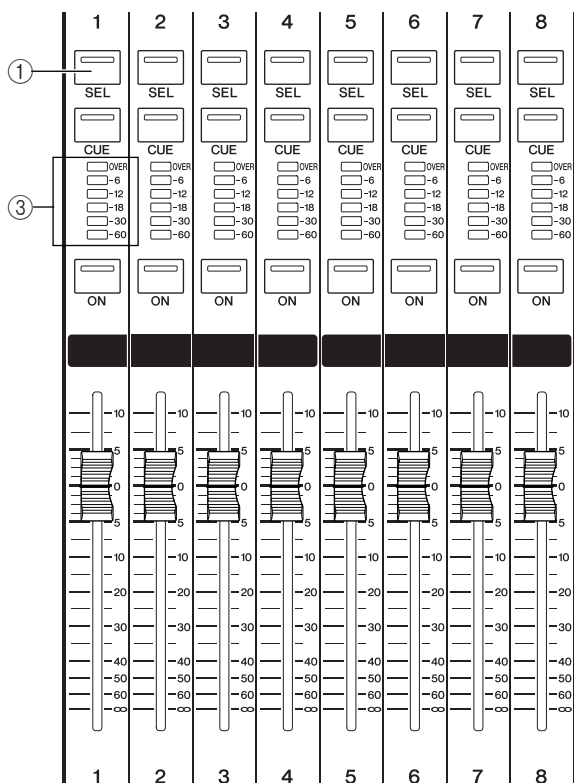 1 2 3 4 5 6 7 8
① SEL SEL SEL SEL SEL SEL SEL SEL
CUE CUE CUE CUE CUE CUE CUE CUE
OVER OVER OVER OVER OVER OVER OVER OVER
-6 -6 -6 -6 -6 -6 -6 -6
-12 -12 -12 -12 -12 -12 -12 -12
③ -18 -18 -18 -18 -18 -18 -18 -18
-30 -30 -30 -30 -30 -30 -30 -30
-60 -60 -60 -60 -60 -60 -60 -60
ON ON ON ON ON ON ON ON
10 10 10 10 10 10 10 10
5 5 5 5 5 5 5 5
0 0 0 0 0 0 0 0
5 5 5 5 5 5 5 5
10 10 10 10 10 10 10 10
20 20 20 20 20 20 20 20
30 30 30 30 30 30 30 30
40 40 40 40 40 40 40 40
50 50 50 50 50 50 50 50
60 60 60 60 60 60 60 60
∞ ∞ ∞ ∞ ∞ ∞ ∞ ∞
1 2 3 4 5 6 7 8